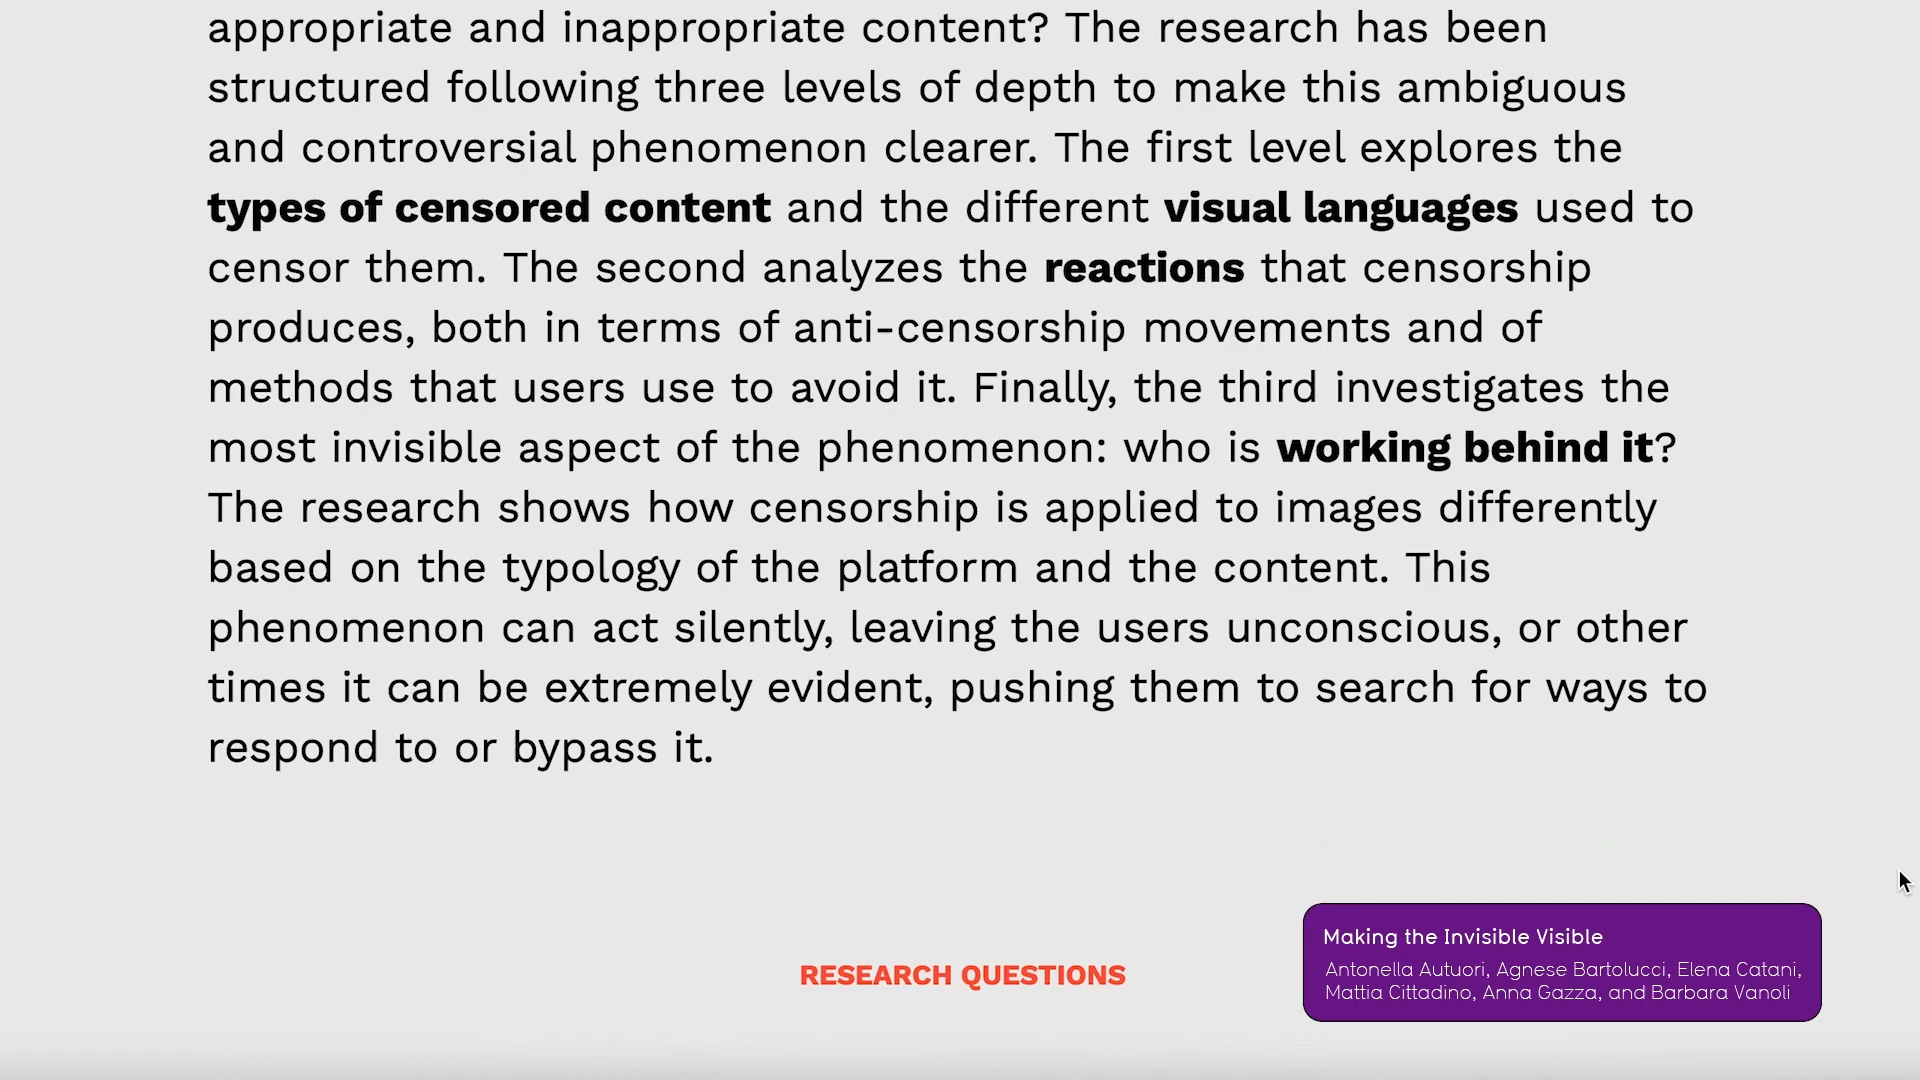 appropriate and inappropriate content? The research has been
structured following three levels of depth to make this ambiguous
and controversial phenomenon clearer. The first level explores the
types of censored content and the different visual languages used to
censor them. The second analyzes the reactions that censorship
produces, both in terms of anti-censorship movements and of
methods that users use to avoid it. Finally, the third investigates the
most invisible aspect of the phenomenon: who is working behind it?
The research shows how censorship is applied to images differently
based on the typology of the platform and the content. This
phenomenon can act silently, leaving the users unconscious, or other
times it can be extremely evident, pushing them to search for ways to
respond to or bypass it.
RESEARCH QUESTIONS
Making the Invisible Visible
Antonella Autuori, Agnese Bartolucci, Elena Catani,
Mattia Cittadino, Anna Gazza, and Barbara Vanoli